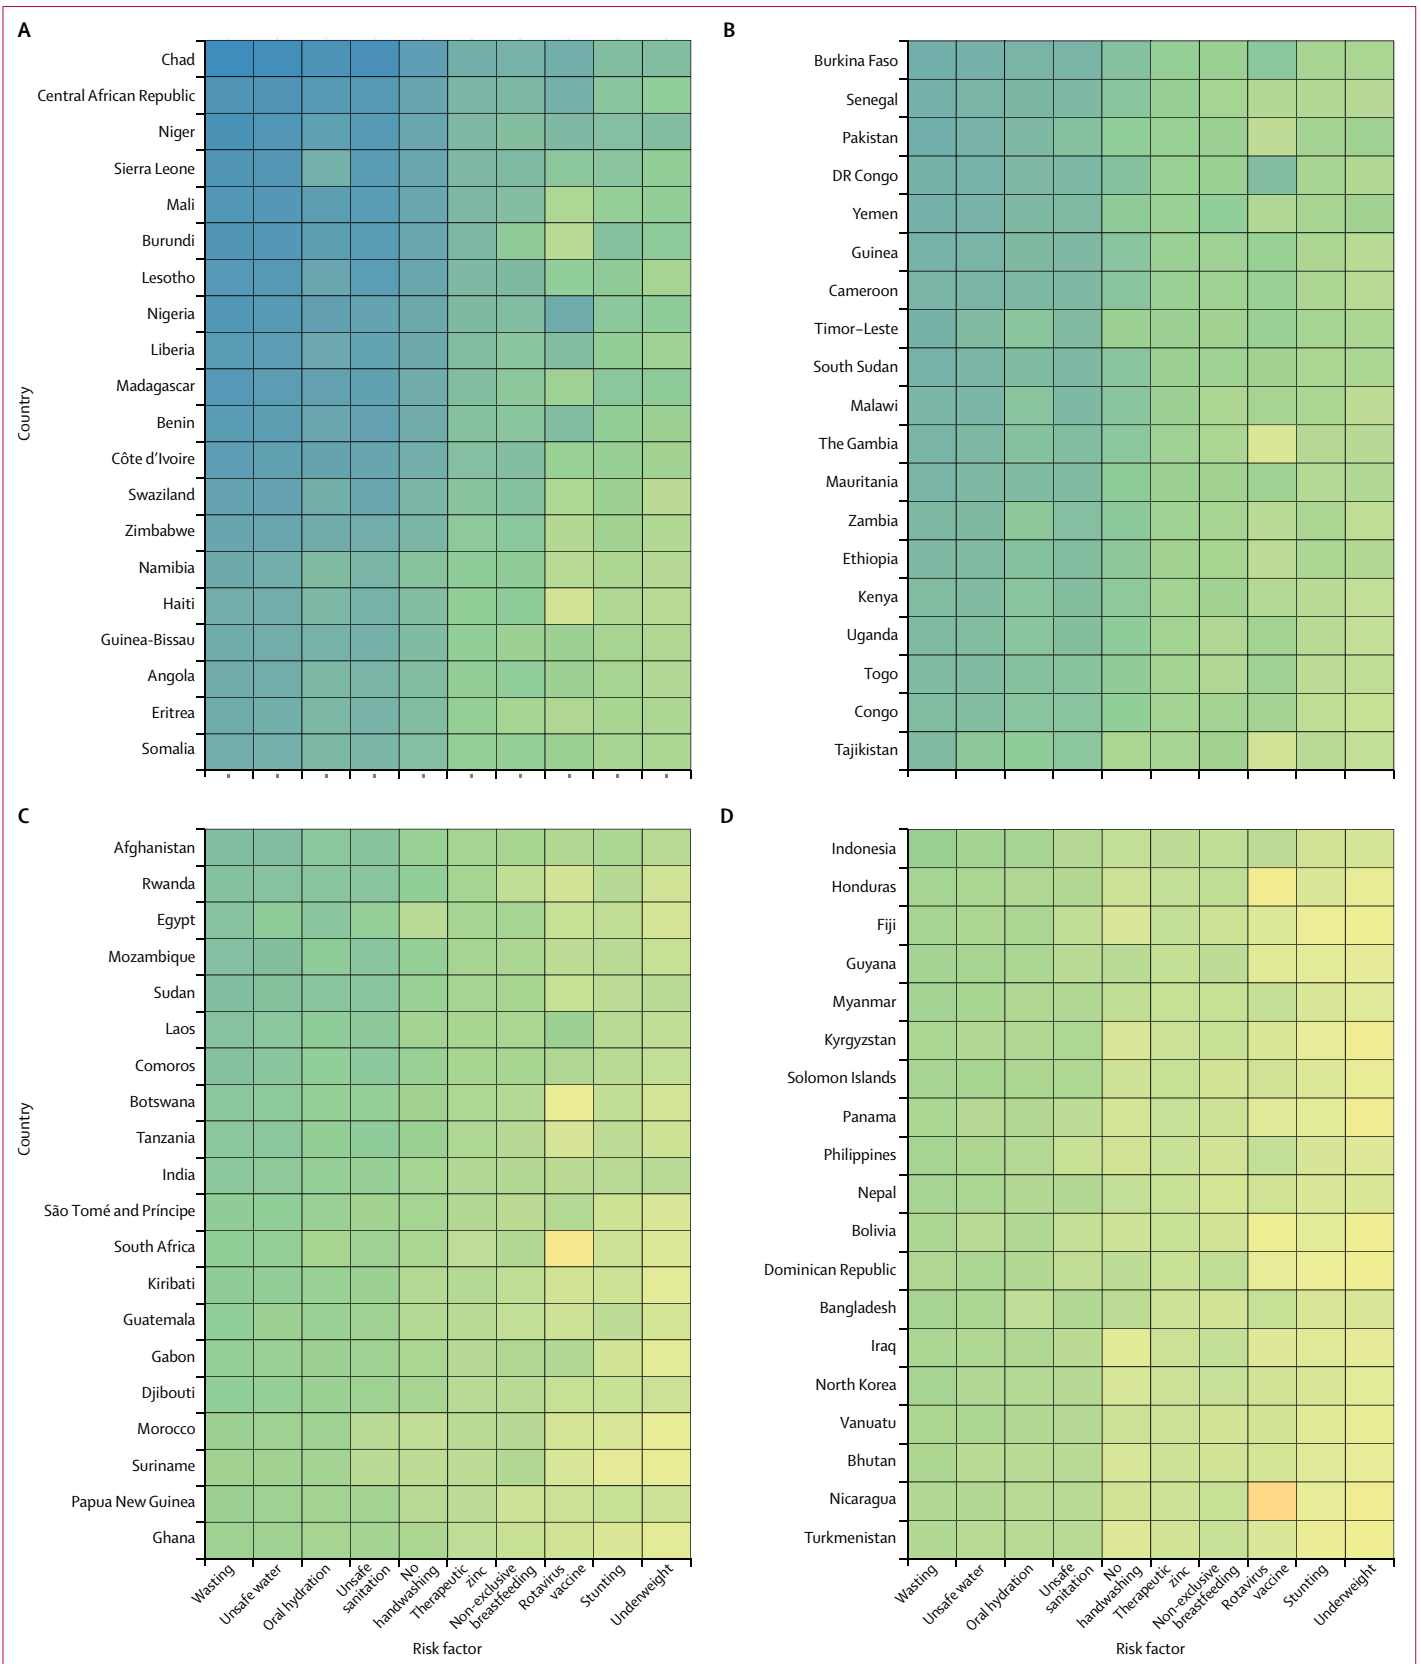 A
Country
Chad
Central African Republic
Niger
Sierra Leone
Mali
Burundi
Lesotho
Nigeria
Liberia
Madagascar
Benin
Côte d'Ivoire
Swaziland
Zimbabwe
Namibia
Haiti
Guinea-Bissau
Angola
Eritrea
Somalia
B
Burkina Faso
Senegal
Pakistan
DR Congo
Yemen
Guinea
Cameroon
Timor–Leste
South Sudan
Malawi
The Gambia
Mauritania
Zambia
Ethiopia
Kenya
Uganda
Togo
Congo
Tajikistan
C
Country
Afghanistan
Rwanda
Egypt
Mozambique
Sudan
Laos
Comoros
Botswana
Tanzania
India
São Tomé and Príncipe
South Africa
Kiribati
Guatemala
Gabon
Djibouti
Morocco
Suriname
Papua New Guinea
Ghana
Wasting
Unsafe water
Oral hydration
Unsafe
sanitation
No
handwashing
Therapeutic
zinc
Non-exclusive
breastfeeding
Rotavirus
vaccine
Stunting
Underweight
Risk factor
D
Indonesia
Honduras
Fiji
Guyana
Myanmar
Kyrgyzstan
Solomon Islands
Panama
Philippines
Nepal
Bolivia
Dominican Republic
Bangladesh
Iraq
North Korea
Vanuatu
Bhutan
Nicaragua
Turkmenistan
Wasting
Unsafe water
Oral hydration
Unsafe
sanitation
No
handwashing
Therapeutic
zinc
Non-exclusive
breastfeeding
Rotavirus
vaccine
Stunting
Underweight
Risk factor